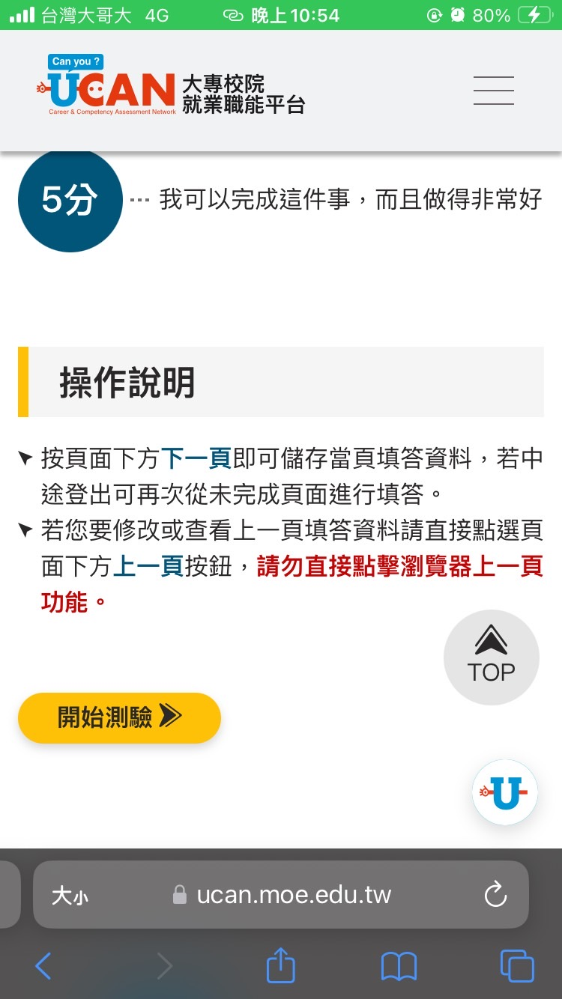 台灣大哥大 4G 晚上10:54 80%
Can you ?
UCAN
Career & Competency Assessment Network
大專校院
就業職能平台
5分 … 我可以完成這件事，而且做得非常好
操作說明
按頁面下方下一頁即可儲存當頁填答資料，若中
途登出可再次從未完成頁面進行填答。
若您要修改或查看上一頁填答資料請直接點選頁
面下方上一頁按鈕，請勿直接點擊瀏覽器上一頁
功能。
TOP
開始測驗
U
大小 ucan.moe.edu.tw